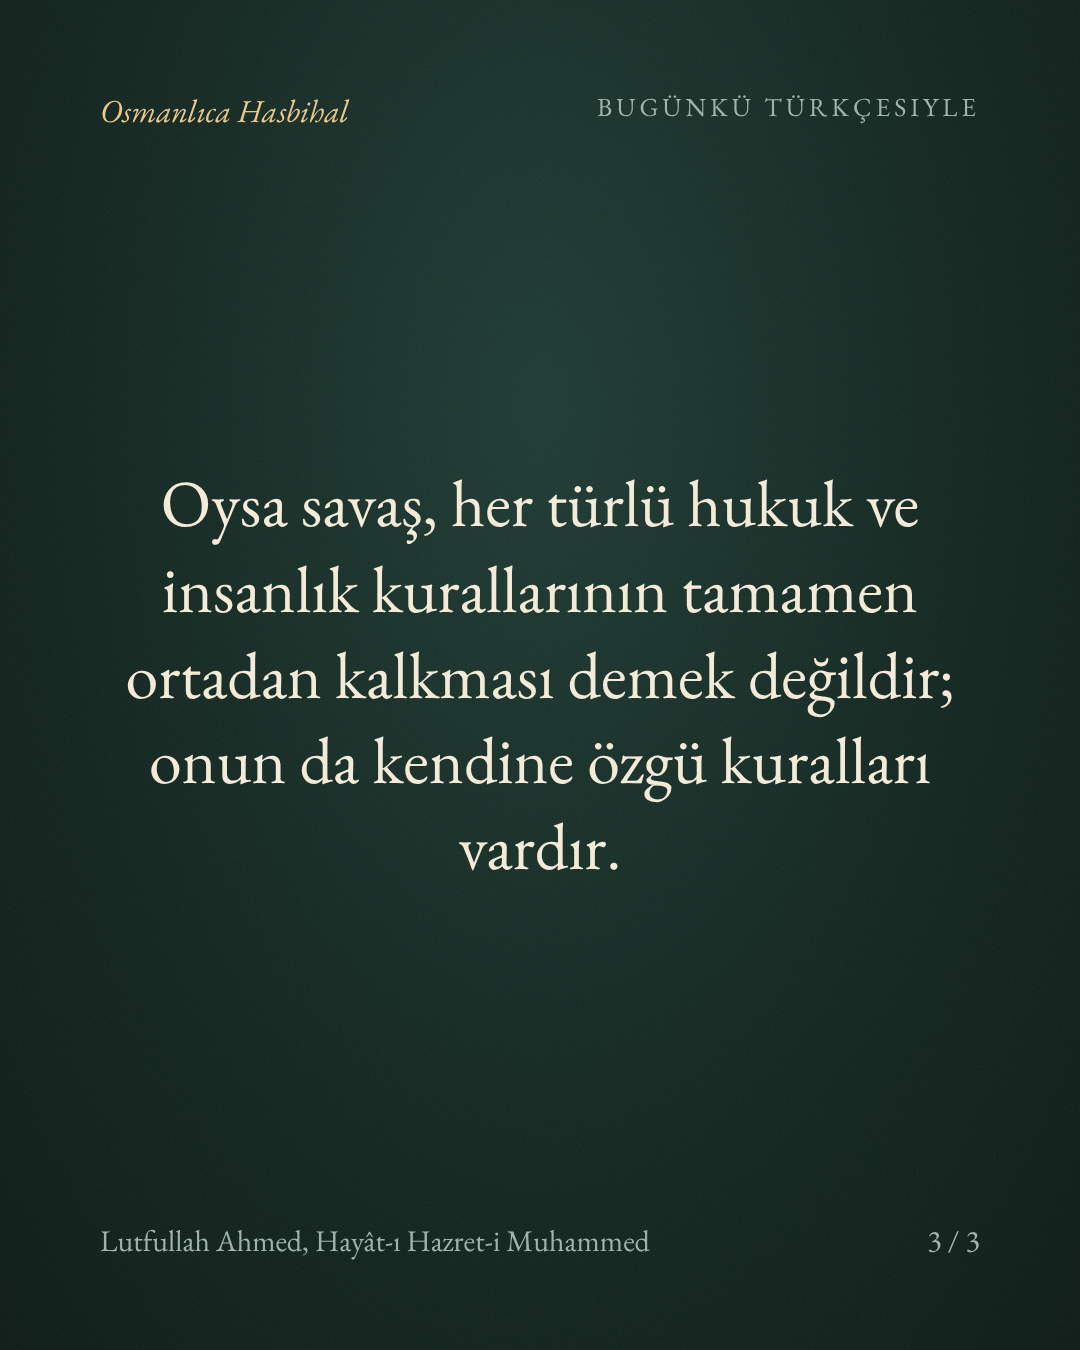 Osmanlıca Hasbihal
BUGÜNKÜ TÜRKÇESIYLE
Oysa savaş, her türlü hukuk ve
insanlık kurallarının tamamen
ortadan kalkması demek değildir;
onun da kendine özgü kuralları
vardır.
Lutfullah Ahmed, Hayât-ı Hazret-i Muhammed
3 / 3